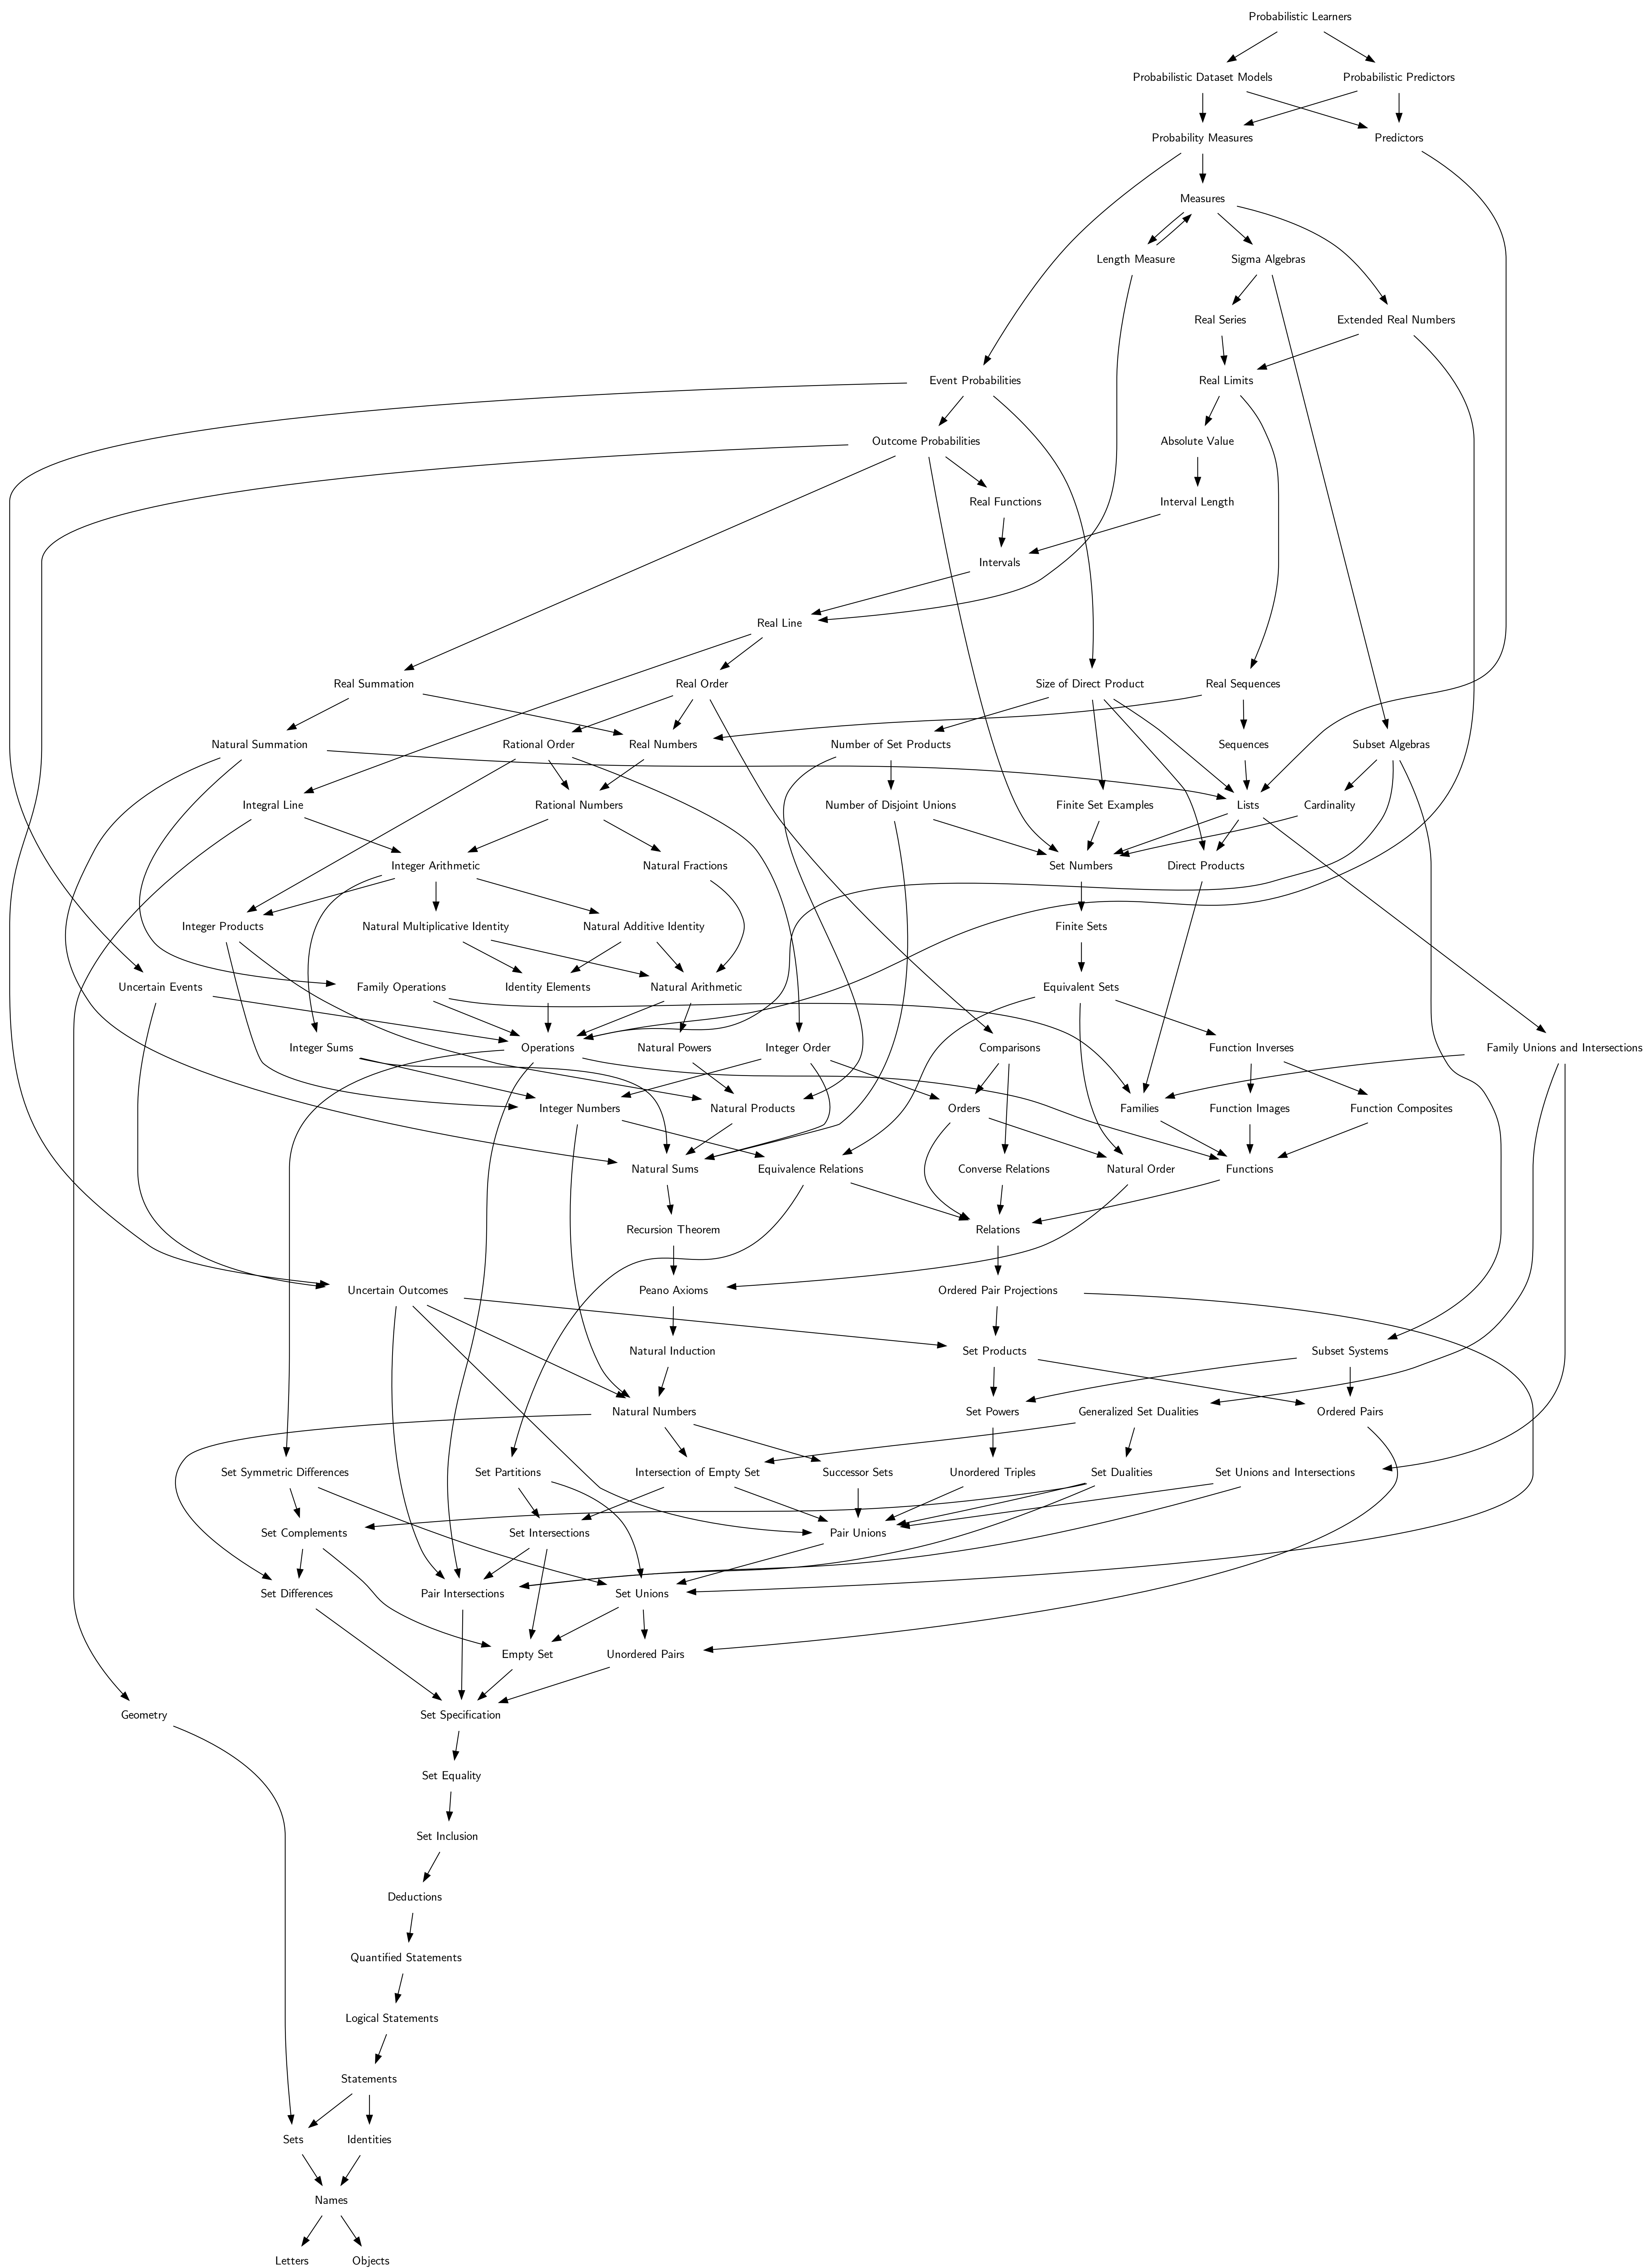 Probabilistic Learners
Probabilistic Dataset Models
Probabilistic Predictors
Probability Measures
Predictors
Measures
Length Measure
Sigma Algebras
Real Series
Extended Real Numbers
Event Probabilities
Real Limits
Outcome Probabilities
Absolute Value
Real Functions
Interval Length
Intervals
Real Line
Real Summation
Real Order
Size of Direct Product
Real Sequences
Natural Summation
Rational Order
Real Numbers
Number of Set Products
Sequences
Subset Algebras
Integral Line
Rational Numbers
Number of Disjoint Unions
Finite Set Examples
Lists
Cardinality
Integer Arithmetic
Natural Fractions
Set Numbers
Direct Products
Integer Products
Natural Multiplicative Identity
Natural Additive Identity
Finite Sets
Uncertain Events
Family Operations
Identity Elements
Natural Arithmetic
Equivalent Sets
Integer Sums
Operations
Natural Powers
Integer Order
Comparisons
Function Inverses
Family Unions and Intersections
Integer Numbers
Natural Products
Orders
Families
Function Images
Function Composites
Natural Sums
Equivalence Relations
Converse Relations
Natural Order
Functions
Recursion Theorem
Relations
Uncertain Outcomes
Peano Axioms
Ordered Pair Projections
Natural Induction
Set Products
Subset Systems
Natural Numbers
Set Powers
Generalized Set Dualities
Ordered Pairs
Set Symmetric Differences
Set Partitions
Intersection of Empty Set
Successor Sets
Unordered Triples
Set Dualities
Set Unions and Intersections
Set Complements
Set Intersections
Pair Unions
Set Differences
Pair Intersections
Set Unions
Empty Set
Unordered Pairs
Geometry
Set Specification
Set Equality
Set Inclusion
Deductions
Quantified Statements
Logical Statements
Statements
Sets
Identities
Names
Letters
Objects